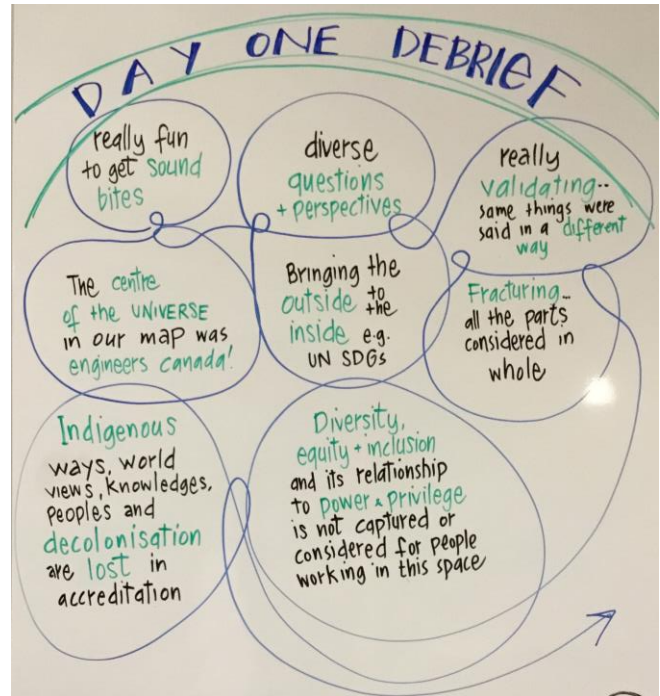 DAY ONE DEBRIEF
really fun
to get sound
bites
diverse
questions
+ perspectives
really
validating..
same things were
said in a different
way
The centre
of the UNIVERSE
in our map was
engineers canada!
Bringing the
outside to
the
inside e.g.
UN SDGs
Fracturing..
all the parts
considered in
whole
Indigenous
ways, world
views, knowledges,
peoples and
decolonisation
are lost in
accreditation
Diversity,
equity + inclusion
and its relationship
to power & privilege
is not captured or
considered for people
working in this space